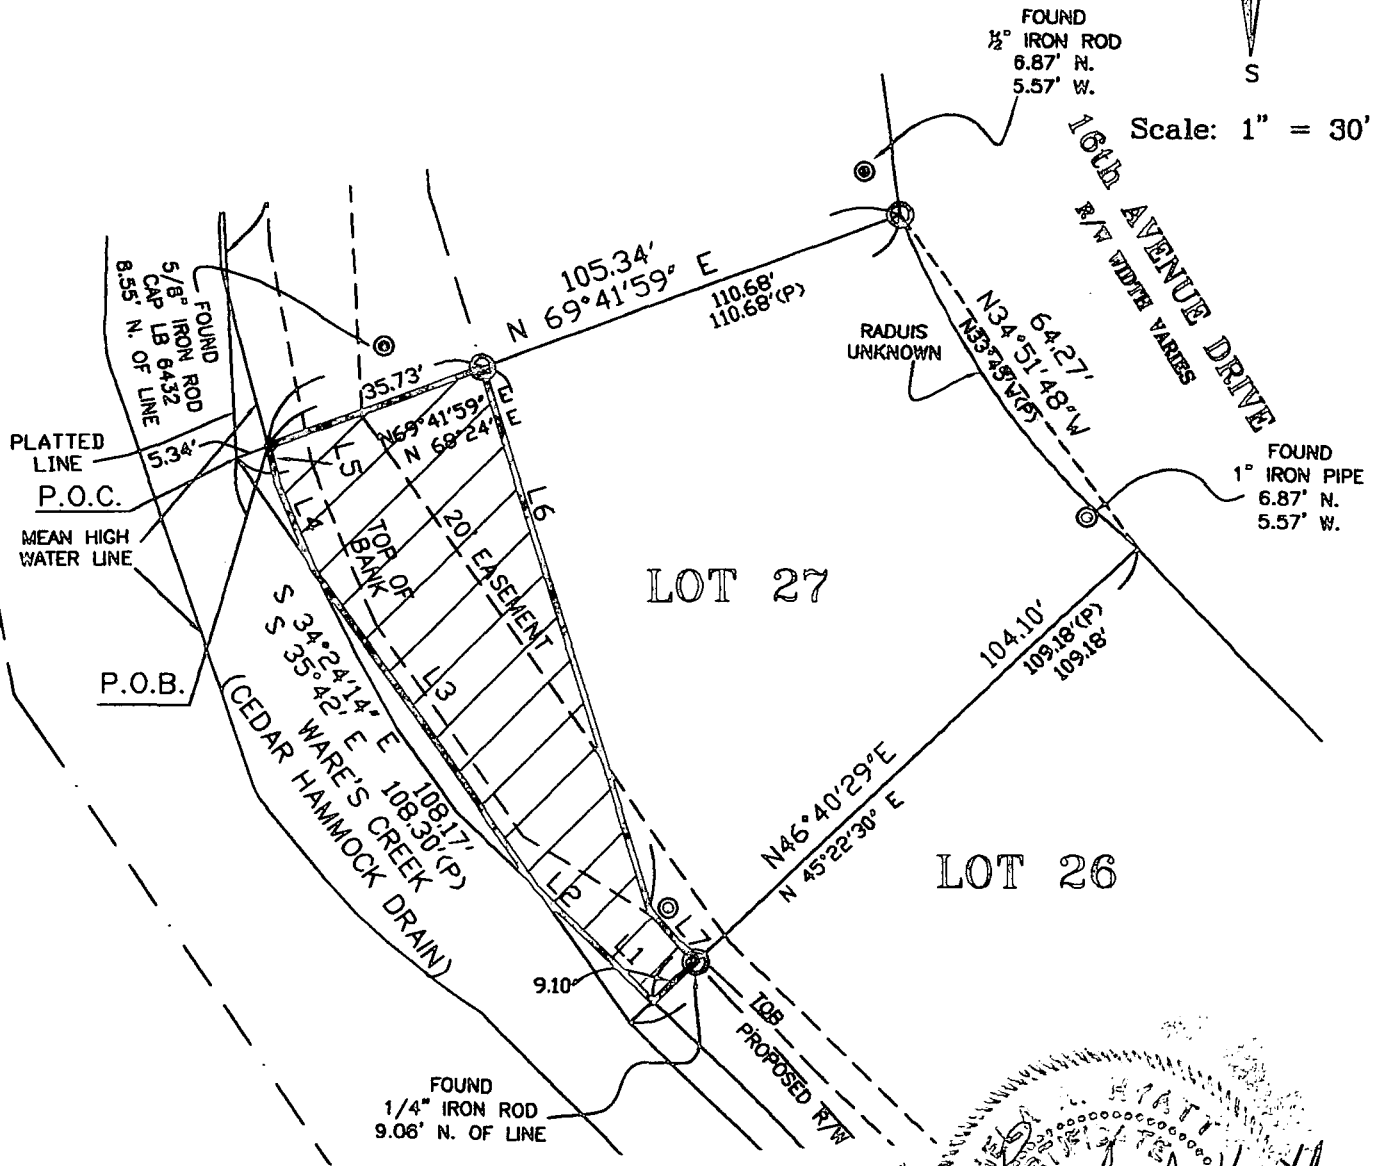 FOUND
½" IRON ROD
6.87' N.
5.57' W.
S
Scale: 1" = 30'
16th AVENUE DRIVE
R/W WIDTH VARIES
105.34'
N 69°41'59" E
110.68'
110.68'(P)
RADUIS
UNKNOWN
64.27'
N34°51'48"W
N33°43'W(P)
FOUND
5/8" IRON ROD
CAP LB 6432
8.55' N. OF LINE
35.73'
N69°41'59" E
N 68°24' E
PLATTED
LINE
5.34'
P.O.C.
MEAN HIGH
WATER LINE
P.O.B.
L5
L4
L6
TOP OF
BANK
20' EASEMENT
L3
FOUND
1" IRON PIPE
6.87' N.
5.57' W.
LOT 27
S 34°24'14" E 108.17'
S 35°42' E 108.30'(P)
WARE'S CREEK
(CEDAR HAMMOCK DRAIN)
104.10'
109.18'(P)
109.18'
N46°40'29"E
N 45°22'30" E
LOT 26
L2
L1
L7
9.10'
TOB
PROPOSED R/W
FOUND
1/4" IRON ROD
9.06' N. OF LINE
HYATT